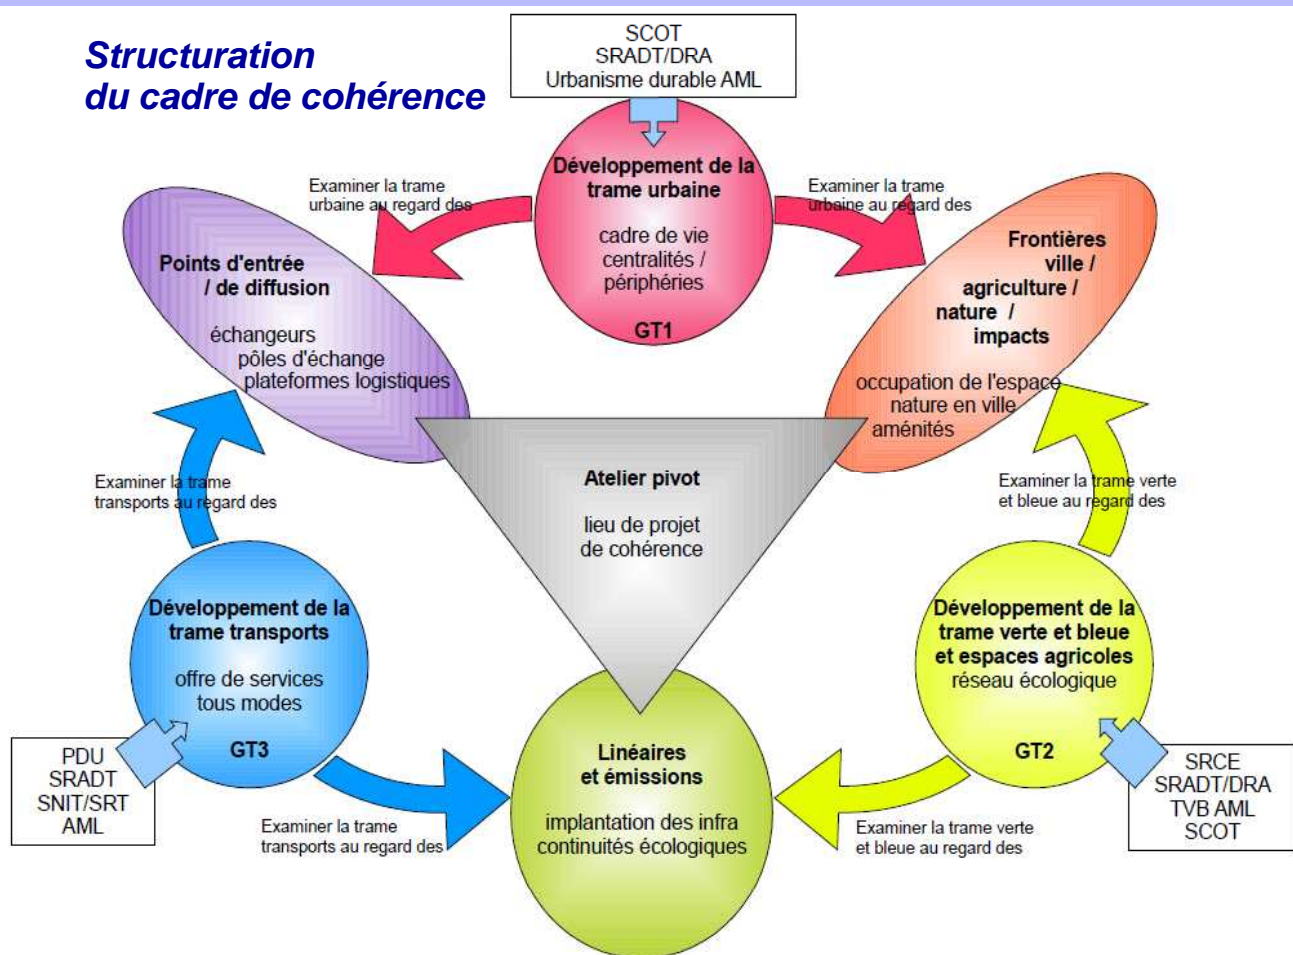 Structuration
du cadre de cohérence
SCOT
SRADT/DRA
Urbanisme durable AML
Développement de la
trame urbaine
cadre de vie
centralités /
périphéries
GT1
Examiner la trame
urbaine au regard des
Examiner la trame
urbaine au regard des
Points d'entrée
/ de diffusion
échangeurs
pôles d'échange
plateformes logistiques
Frontières
ville /
agriculture /
nature /
impacts
occupation de l'espace
nature en ville
aménités
Atelier pivot
lieu de projet
de cohérence
Examiner la trame
transports au regard des
Examiner la trame verte
et bleue au regard des
Développement de la
trame transports
offre de services
tous modes
GT3
Développement de la
trame verte et bleue
et espaces agricoles
réseau écologique
GT2
PDU
SRADT
SNIT/SRT
AML
SRCE
SRADT/DRA
TVB AML
SCOT
Linéaires
et émissions
implantation des infra
continuités écologiques
Examiner la trame
transports au regard des
Examiner la trame verte
et bleue au regard des